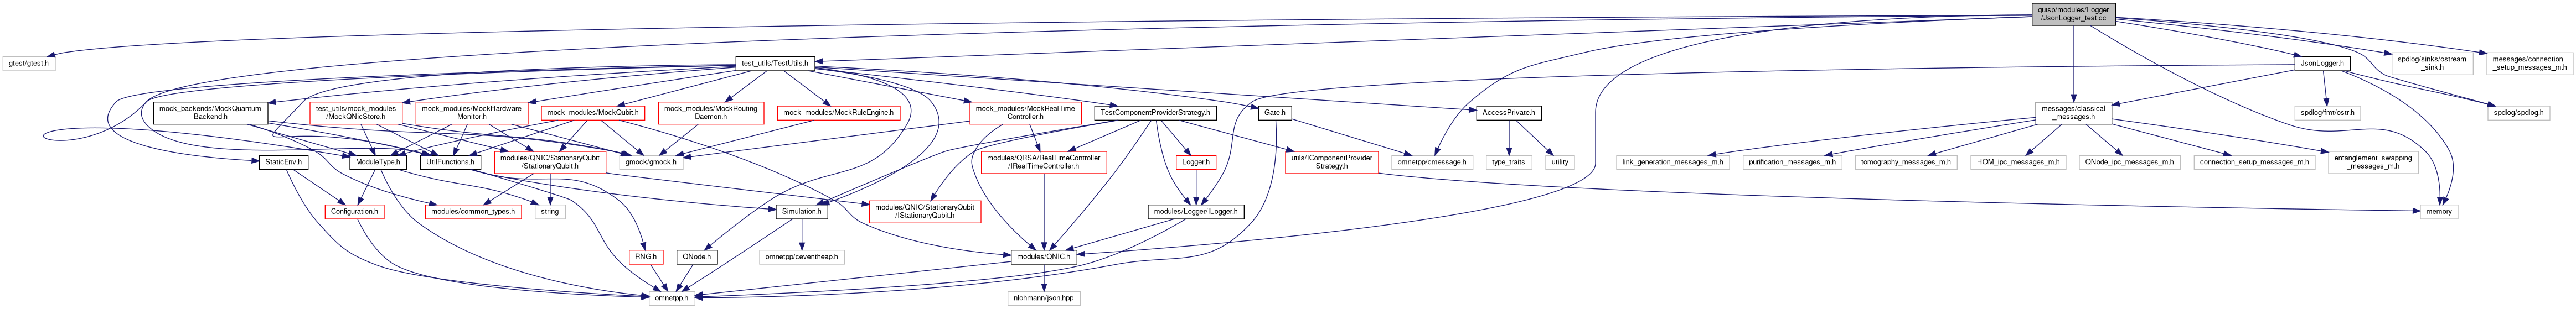 quisp/modules/Logger
/JsonLogger_test.cc
gtest/gtest.h
test_utils/TestUtils.h
JsonLogger.h
spdlog/sinks/ostream
_sink.h
messages/connection
_setup_messages_m.h
mock_backends/MockQuantum
Backend.h
test_utils/mock_modules
/MockQNicStore.h
mock_modules/MockHardware
Monitor.h
mock_modules/MockQubit.h
mock_modules/MockRouting
Daemon.h
mock_modules/MockRuleEngine.h
mock_modules/MockRealTime
Controller.h
TestComponentProviderStrategy.h
Gate.h
AccessPrivate.h
messages/classical
_messages.h
spdlog/fmt/ostr.h
spdlog/spdlog.h
StaticEnv.h
ModuleType.h
UtilFunctions.h
modules/QNIC/StationaryQubit
/StationaryQubit.h
gmock/gmock.h
modules/QRSA/RealTimeController
/IRealTimeController.h
Logger.h
utils/IComponentProvider
Strategy.h
omnetpp/cmessage.h
type_traits
utility
link_generation_messages_m.h
purification_messages_m.h
tomography_messages_m.h
HOM_ipc_messages_m.h
QNode_ipc_messages_m.h
connection_setup_messages_m.h
entanglement_swapping
_messages_m.h
Configuration.h
modules/common_types.h
string
Simulation.h
modules/QNIC/StationaryQubit
/IStationaryQubit.h
modules/Logger/ILogger.h
memory
RNG.h
QNode.h
omnetpp/ceventheap.h
modules/QNIC.h
omnetpp.h
nlohmann/json.hpp